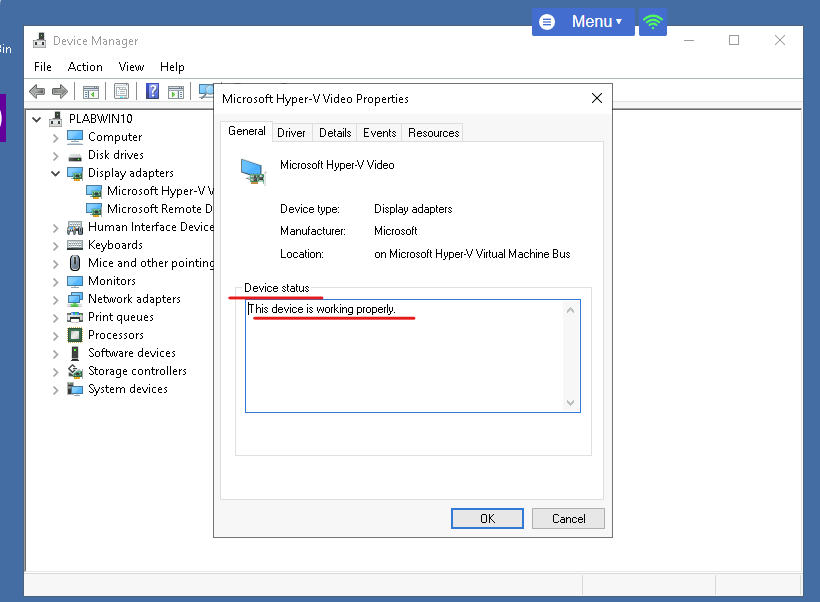 Menu
Bin
Device Manager
File Action View Help
PLABWIN10
Computer
Disk drives
Display adapters
Microsoft Hyper-V
Microsoft Remote
Human Interface Device
Keyboards
Mice and other pointing
Monitors
Network adapters
Print queues
Processors
Software devices
Storage controllers
System devices
Microsoft Hyper-V Video Properties
General Driver Details Events Resources
Microsoft Hyper-V Video
Device type: Display adapters
Manufacturer: Microsoft
Location: on Microsoft Hyper-V Virtual Machine Bus
Device status
This device is working properly.
OK Cancel